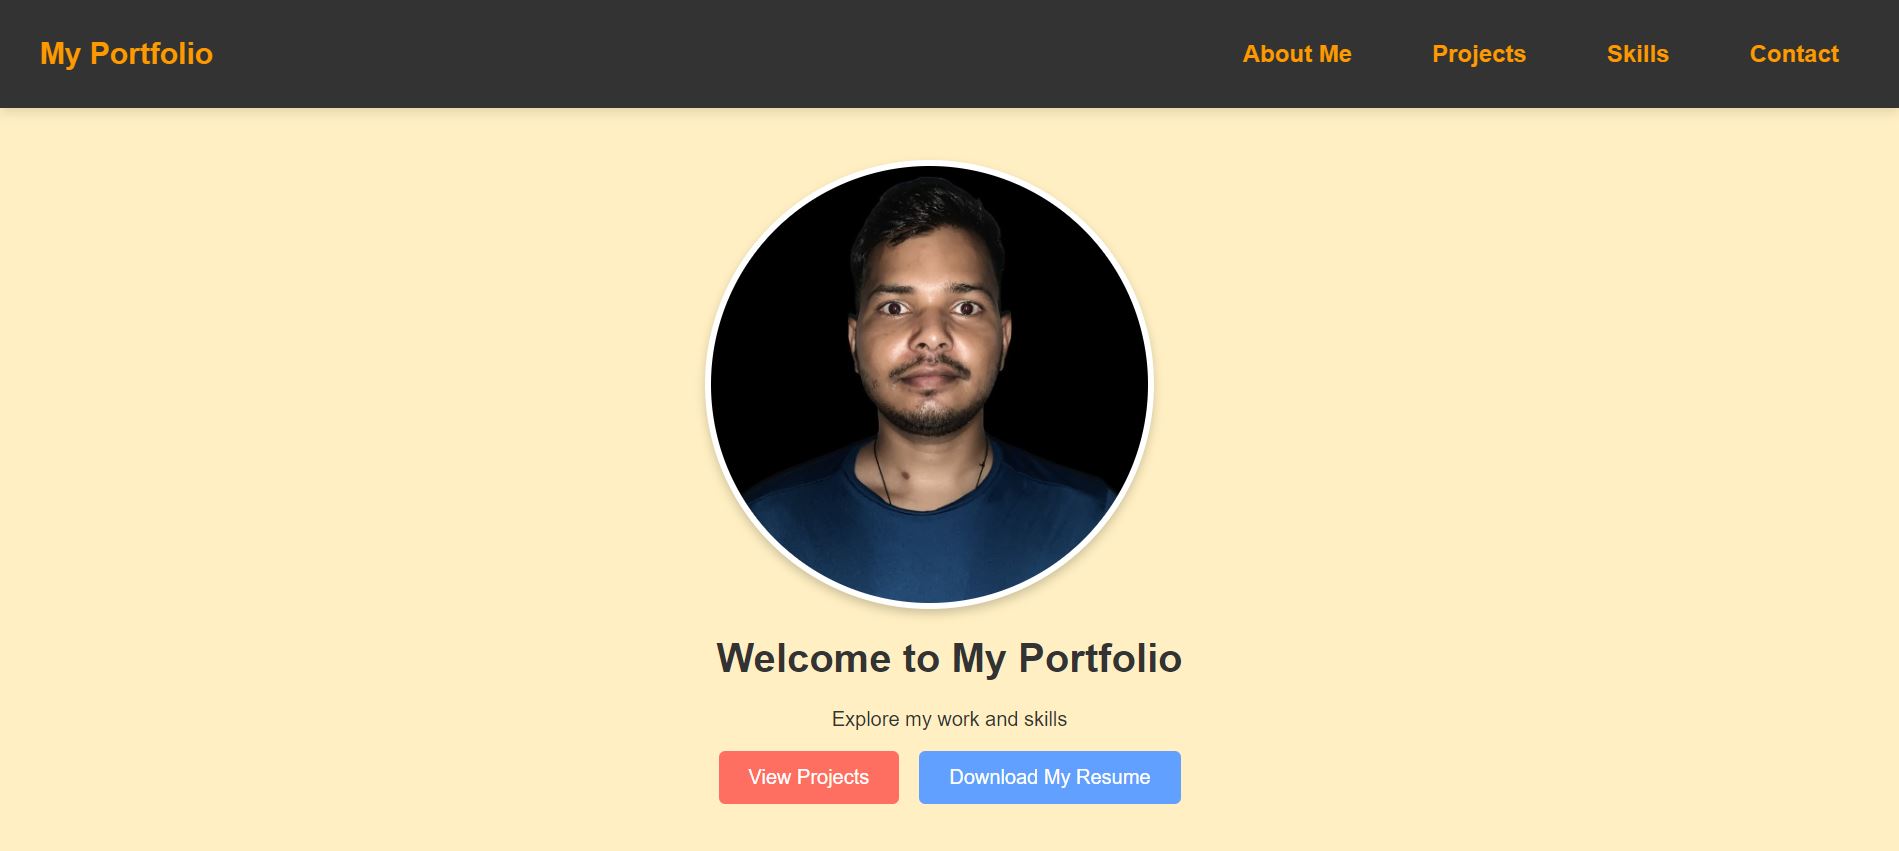 My Portfolio
About Me
Projects
Skills
Contact
Welcome to My Portfolio
Explore my work and skills
View Projects
Download My Resume